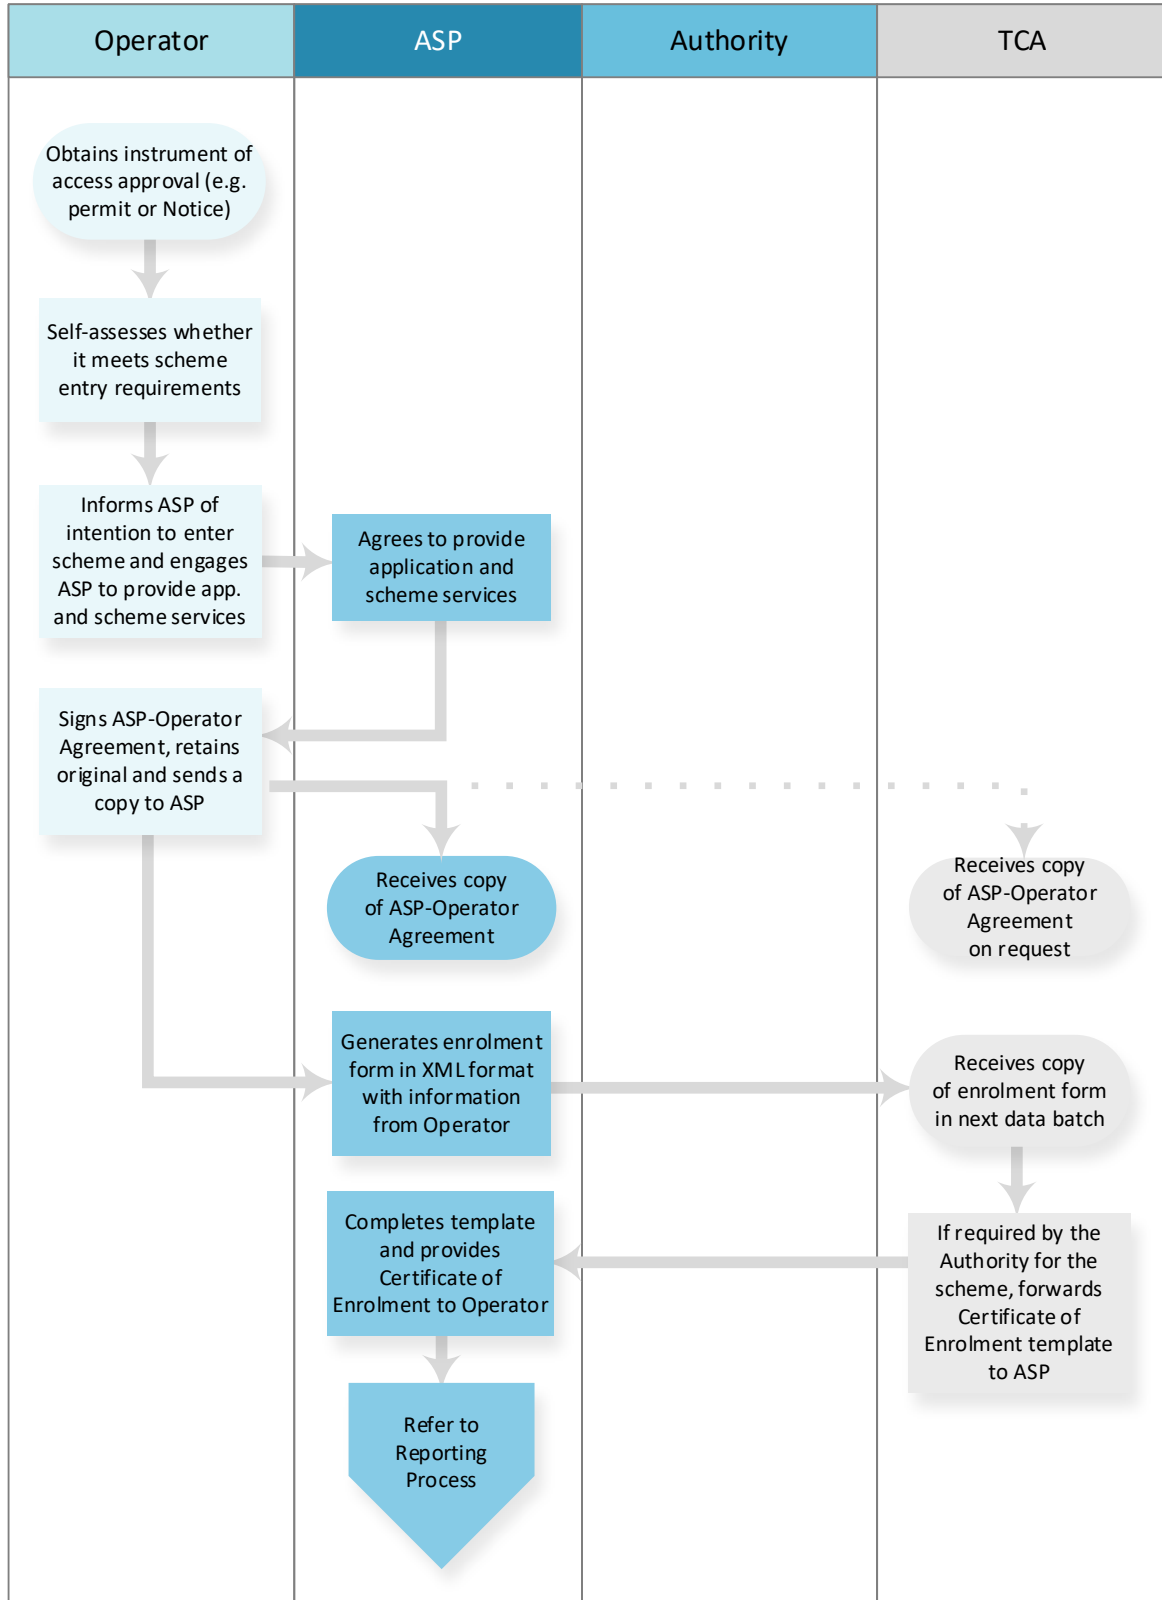 Operator
ASP
Authority
TCA
Obtains instrument of
access approval (e.g.
permit or Notice)
Self-assesses whether
it meets scheme
entry requirements
Informs ASP of
intention to enter
scheme and engages
ASP to provide app.
and scheme services
Agrees to provide
application and
scheme services
Signs ASP-Operator
Agreement, retains
original and sends a
copy to ASP
Receives copy
of ASP-Operator
Agreement
Receives copy
of ASP-Operator
Agreement
on request
Generates enrolment
form in XML format
with information
from Operator
Receives copy
of enrolment form
in next data batch
Completes template
and provides
Certificate of
Enrolment to Operator
If required by the
Authority for the
scheme, forwards
Certificate of
Enrolment template
to ASP
Refer to
Reporting
Process